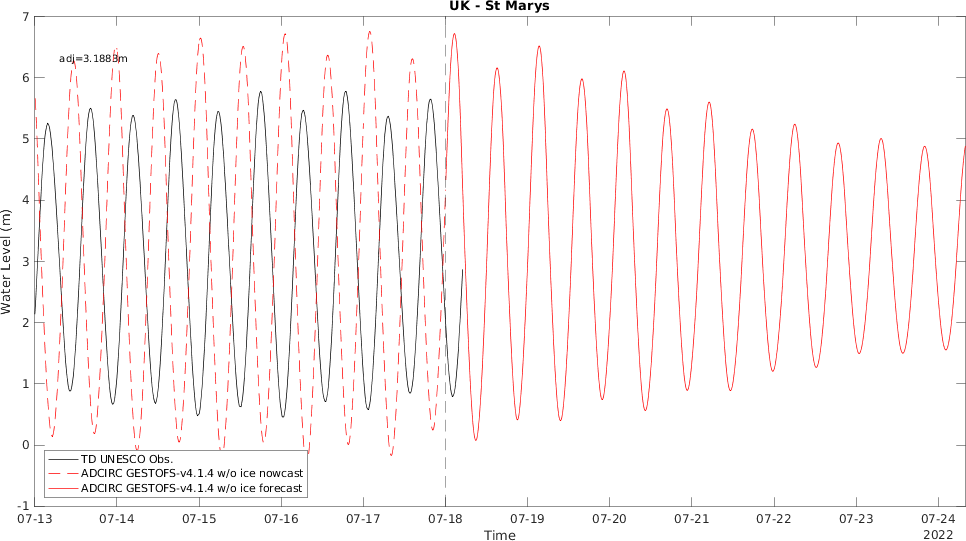 UK - St Marys
adj=3.1883m
Water Level (m)
7
6
5
4
3
2
1
0
-1
TD UNESCO Obs.
ADCIRC GESTOFS-v4.1.4 w/o ice nowcast
ADCIRC GESTOFS-v4.1.4 w/o ice forecast
07-13 07-14 07-15 07-16 07-17 07-18 07-19 07-20 07-21 07-22 07-23 07-24
Time 2022